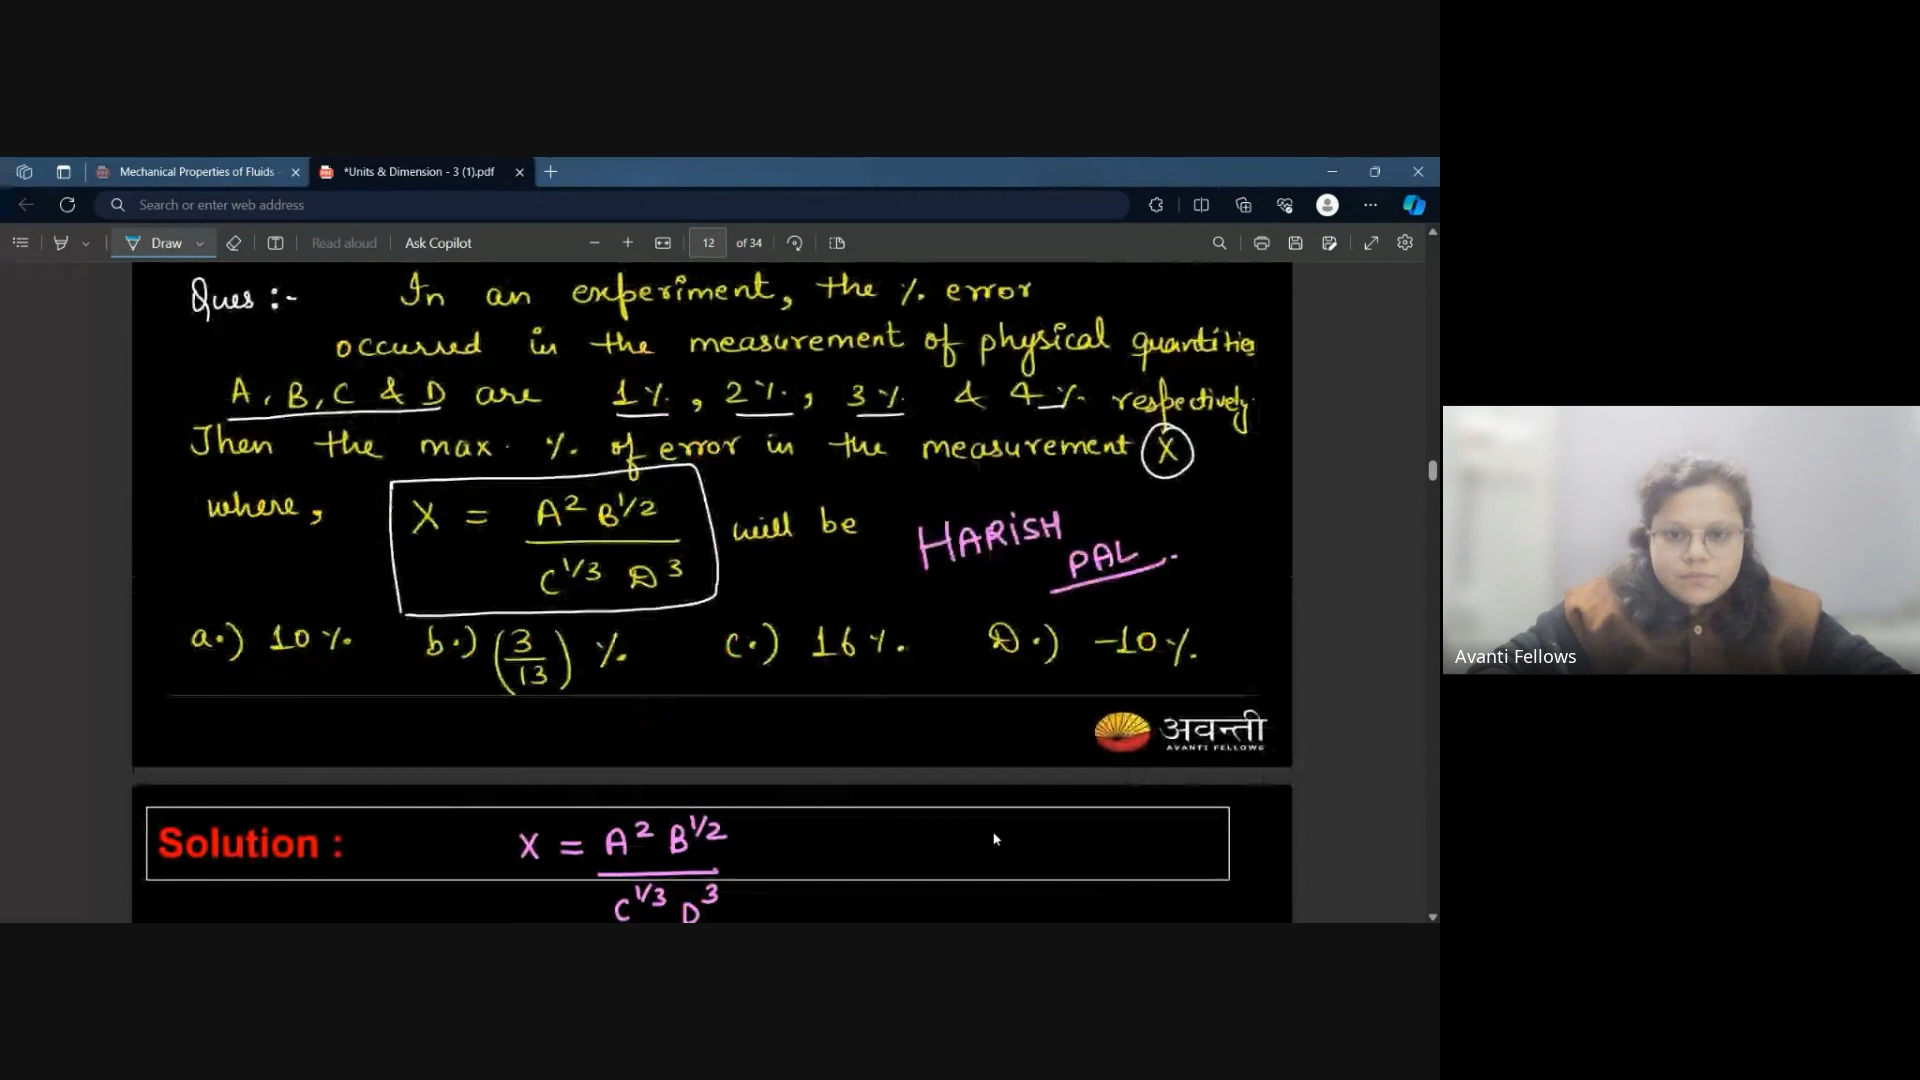 Mechanical Properties of Fluids
*Units & Dimension - 3 (1).pdf
Search or enter web address
Draw
Read aloud
Ask Copilot
12 of 34
Ques :- In an experiment, the % error
occurred in the measurement of physical quantities
A, B, C & D are 1%, 2%, 3% & 4% respectively.
Then the max. % of error in the measurement X
where, X = A² B^1/2 / C^1/3 D³ will be
HARISH
PAL
a.) 10%. b.) (3/13) %. c.) 16%. D.) -10%.
अवन्ती
AVANTI FELLOWS
Solution : X = A² B^1/2 / C^1/3 D³
Avanti Fellows